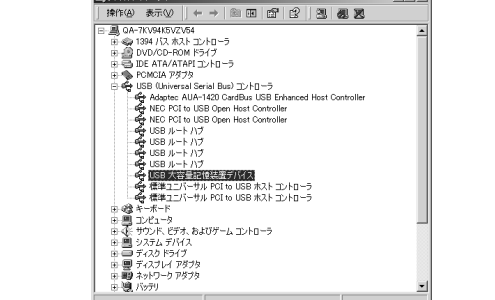 操作(A) 表示(V)
QA-7KV94K5VZV54
1394 バス ホスト コントローラ
DVD/CD-ROM ドライブ
IDE ATA/ATAPI コントローラ
PCMCIA アダプタ
USB (Universal Serial Bus) コントローラ
Adaptec AUA-1420 CardBus USB Enhanced Host Controller
NEC PCI to USB Open Host Controller
NEC PCI to USB Open Host Controller
USB ルート ハブ
USB ルート ハブ
USB ルート ハブ
USB ルート ハブ
USB 大容量記憶装置デバイス
標準ユニバーサル PCI to USB ホスト コントローラ
標準ユニバーサル PCI to USB ホスト コントローラ
キーボード
コンピュータ
サウンド、ビデオ、およびゲーム コントローラ
システム デバイス
ディスク ドライブ
ディスプレイ アダプタ
ネットワーク アダプタ
バッテリ